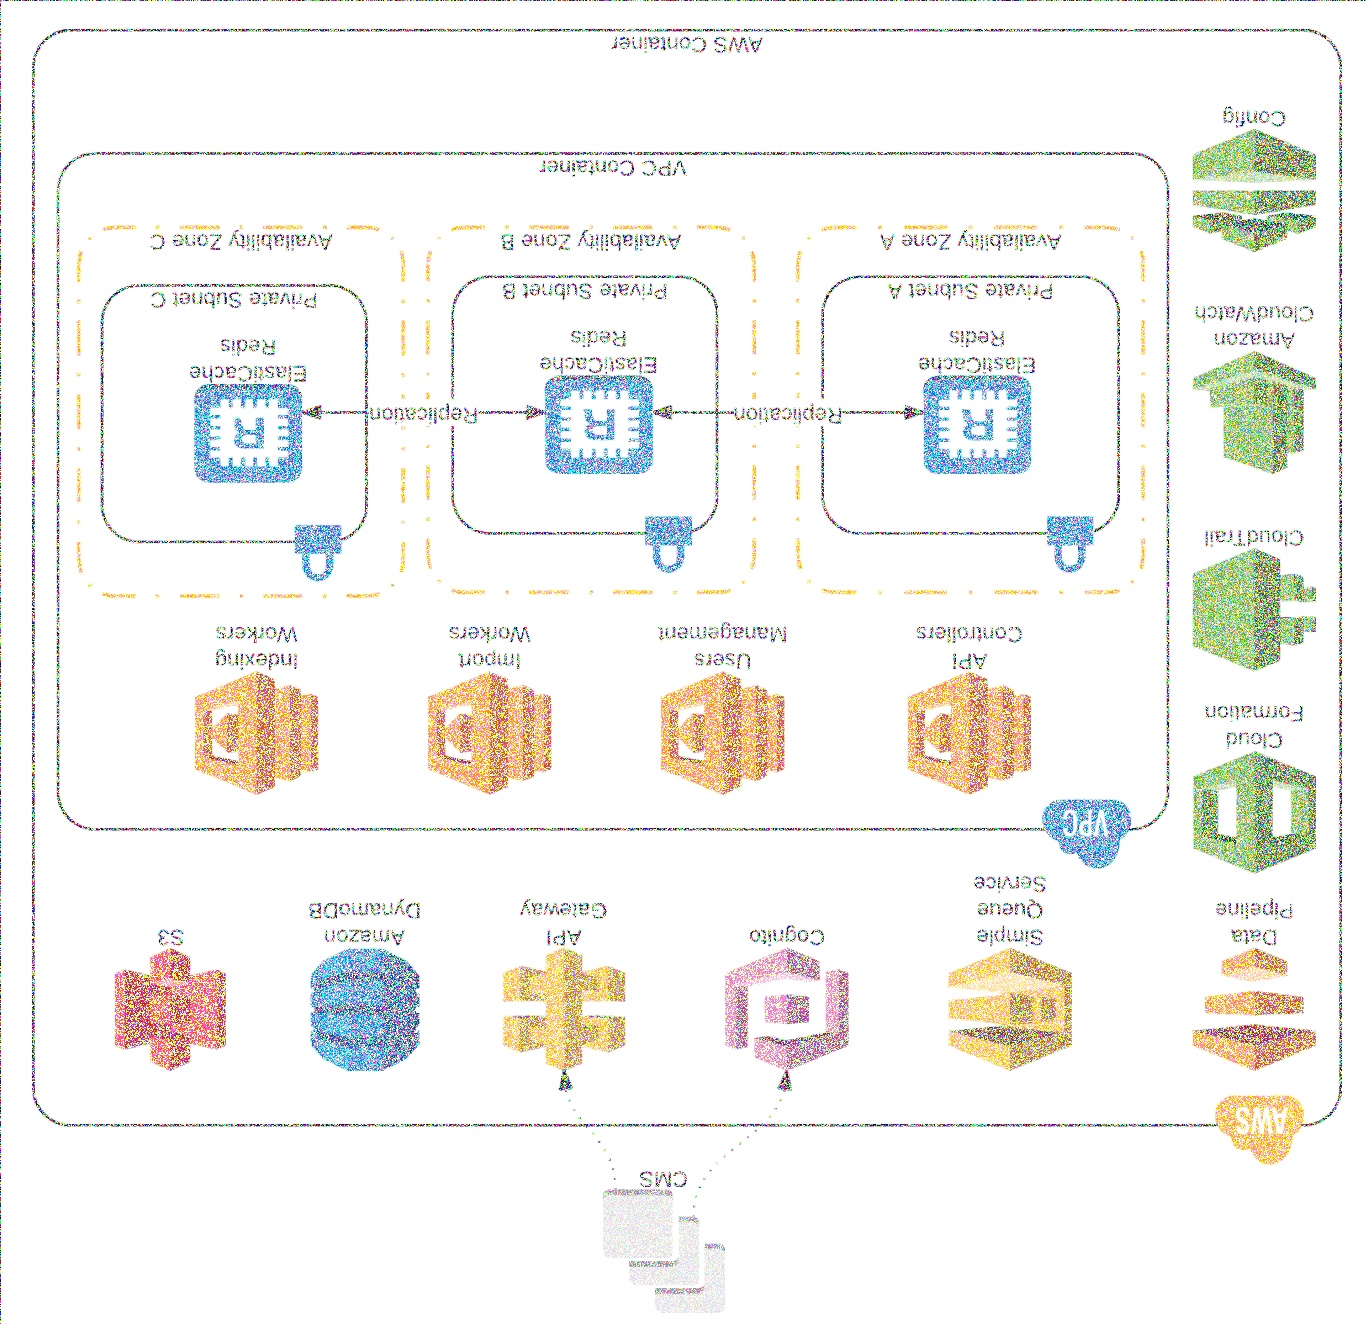 CMS
AWS
Data
Pipeline
Simple
Queue
Service
Cognito
API
Gateway
Amazon
DynamoDB
S3
VPC
Cloud
Formation
API
Controllers
Users
Management
Import
Workers
Indexing
Workers
CloudTrail
Amazon
CloudWatch
R
Replication
R
Replication
R
ElastiCache
Redis
ElastiCache
Redis
ElastiCache
Redis
Private Subnet A
Private Subnet B
Private Subnet C
Availability Zone A
Availability Zone B
Availability Zone C
Config
VPC Container
AWS Container